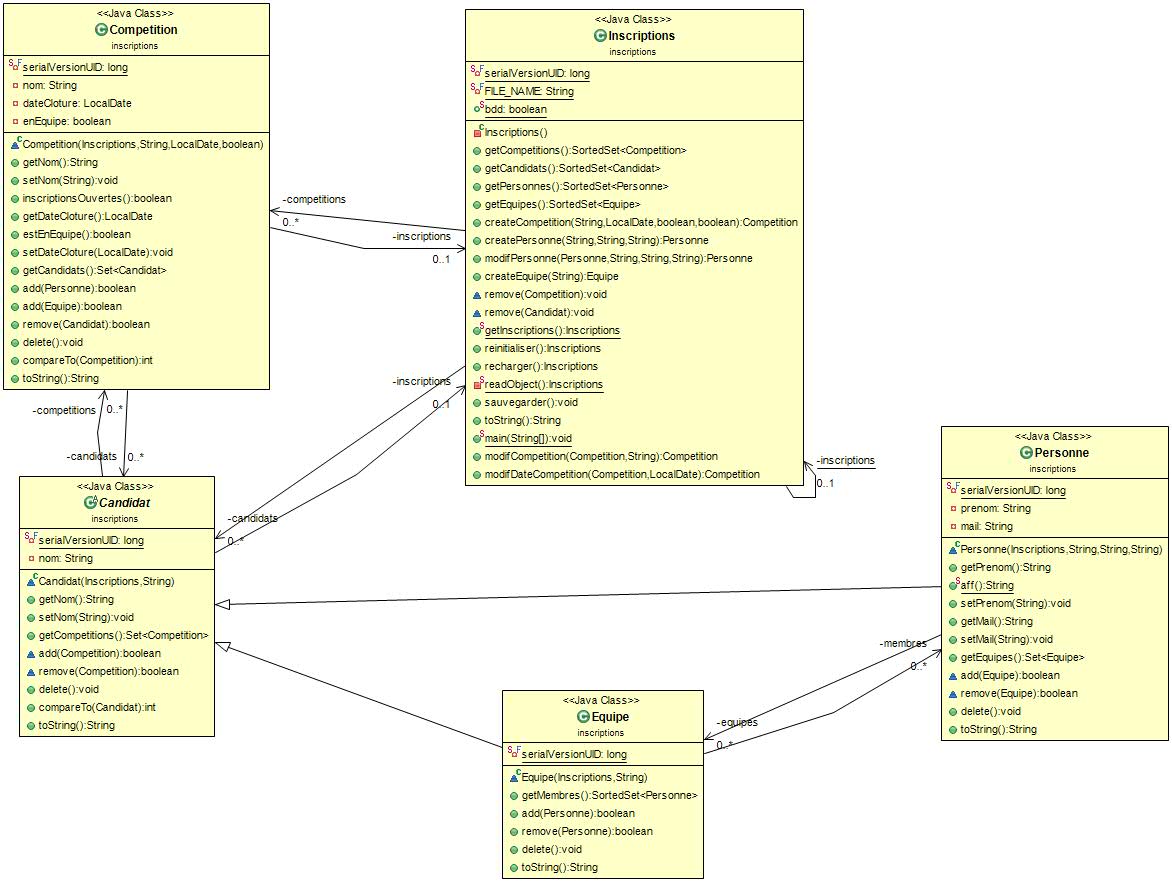 <<Java Class>>
Competition
inscriptions
serialVersionUID: long
nom: String
dateCloture: LocalDate
enEquipe: boolean
Competition(Inscriptions,String,LocalDate,boolean)
getNom():String
setNom(String):void
inscriptionsOuvertes():boolean
getDateCloture():LocalDate
estEnEquipe():boolean
setDateCloture(LocalDate):void
getCandidats():Set<Candidat>
add(Personne):boolean
add(Equipe):boolean
remove(Candidat):boolean
delete():void
compareTo(Competition):int
toString():String
<<Java Class>>
Inscriptions
inscriptions
serialVersionUID: long
FILE_NAME: String
bdd: boolean
Inscriptions()
getCompetitions():SortedSet<Competition>
getCandidats():SortedSet<Candidat>
getPersonnes():SortedSet<Personne>
getEquipes():SortedSet<Equipe>
createCompetition(String,LocalDate,boolean,boolean):Competition
createPersonne(String,String,String):Personne
modifPersonne(Personne,String,String,String):Personne
createEquipe(String):Equipe
remove(Competition):void
remove(Candidat):void
getInscriptions():Inscriptions
reinitialiser():Inscriptions
recharger():Inscriptions
readObject():Inscriptions
sauvegarder():void
toString():String
main(String[]):void
modifCompetition(Competition,String):Competition
modifDateCompetition(Competition,LocalDate):Competition
-competitions
0..*
-inscriptions
0..1
-inscriptions
0..1
-competitions
0..*
-candidats
0..*
-candidats
0..*
-inscriptions
0..1
<<Java Class>>
Candidat
inscriptions
serialVersionUID: long
nom: String
Candidat(Inscriptions,String)
getNom():String
setNom(String):void
getCompetitions():Set<Competition>
add(Competition):boolean
remove(Competition):boolean
delete():void
compareTo(Candidat):int
toString():String
<<Java Class>>
Personne
inscriptions
serialVersionUID: long
prenom: String
mail: String
Personne(Inscriptions,String,String,String)
getPrenom():String
aff():String
setPrenom(String):void
getMail():String
setMail(String):void
getEquipes():Set<Equipe>
add(Equipe):boolean
remove(Equipe):boolean
delete():void
toString():String
-membres
0..*
-equipes
0..*
<<Java Class>>
Equipe
inscriptions
serialVersionUID: long
Equipe(Inscriptions,String)
getMembres():SortedSet<Personne>
add(Personne):boolean
remove(Personne):boolean
delete():void
toString():String